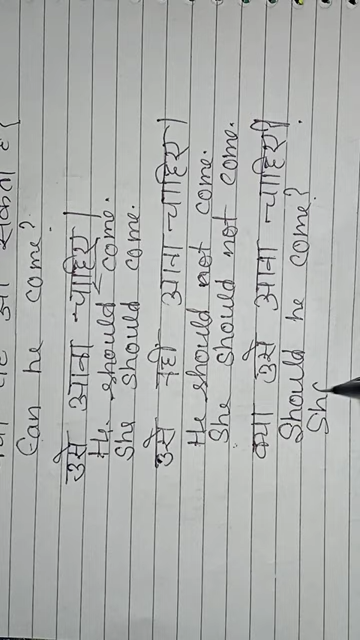 आ सकता है?
Can he come?
उसे आना चाहिए|
He should come.
She should come.
उसे नही आना चाहिए|
He should not come.
She should not come.
क्या उसे आना चाहिए|
Should he come?
Sho